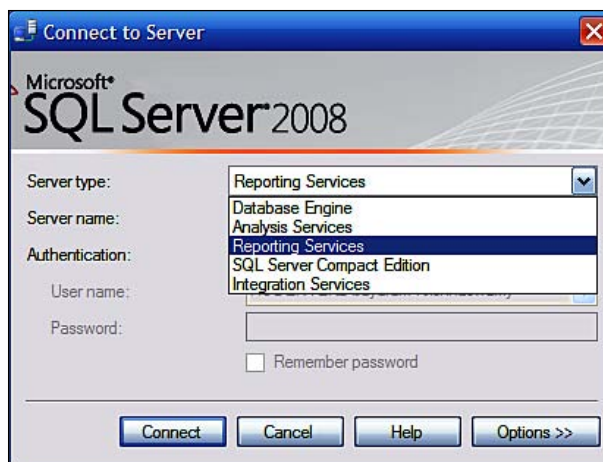 Connect to Server
Microsoft®
SQL Server 2008
Server type: Reporting Services
Database Engine
Server name:
Analysis Services
Reporting Services
Authentication:
SQL Server Compact Edition
Integration Services
User name:
Password:
Remember password
Connect Cancel Help Options >>